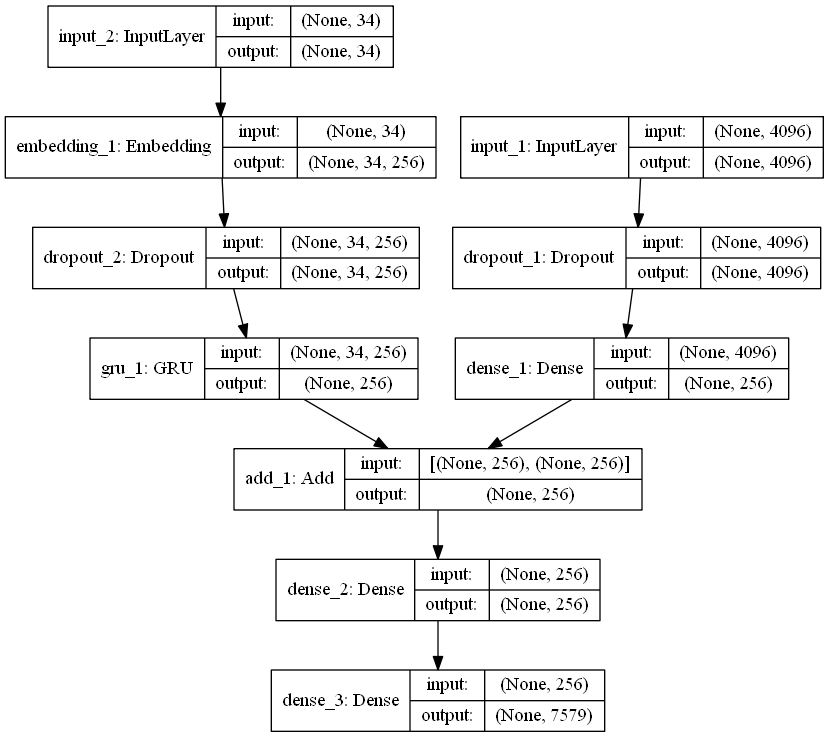 input_2: InputLayer
input: (None, 34)
output: (None, 34)
embedding_1: Embedding
input: (None, 34)
output: (None, 34, 256)
input_1: InputLayer
input: (None, 4096)
output: (None, 4096)
dropout_2: Dropout
input: (None, 34, 256)
output: (None, 34, 256)
dropout_1: Dropout
input: (None, 4096)
output: (None, 4096)
gru_1: GRU
input: (None, 34, 256)
output: (None, 256)
dense_1: Dense
input: (None, 4096)
output: (None, 256)
add_1: Add
input: [(None, 256), (None, 256)]
output: (None, 256)
dense_2: Dense
input: (None, 256)
output: (None, 256)
dense_3: Dense
input: (None, 256)
output: (None, 7579)